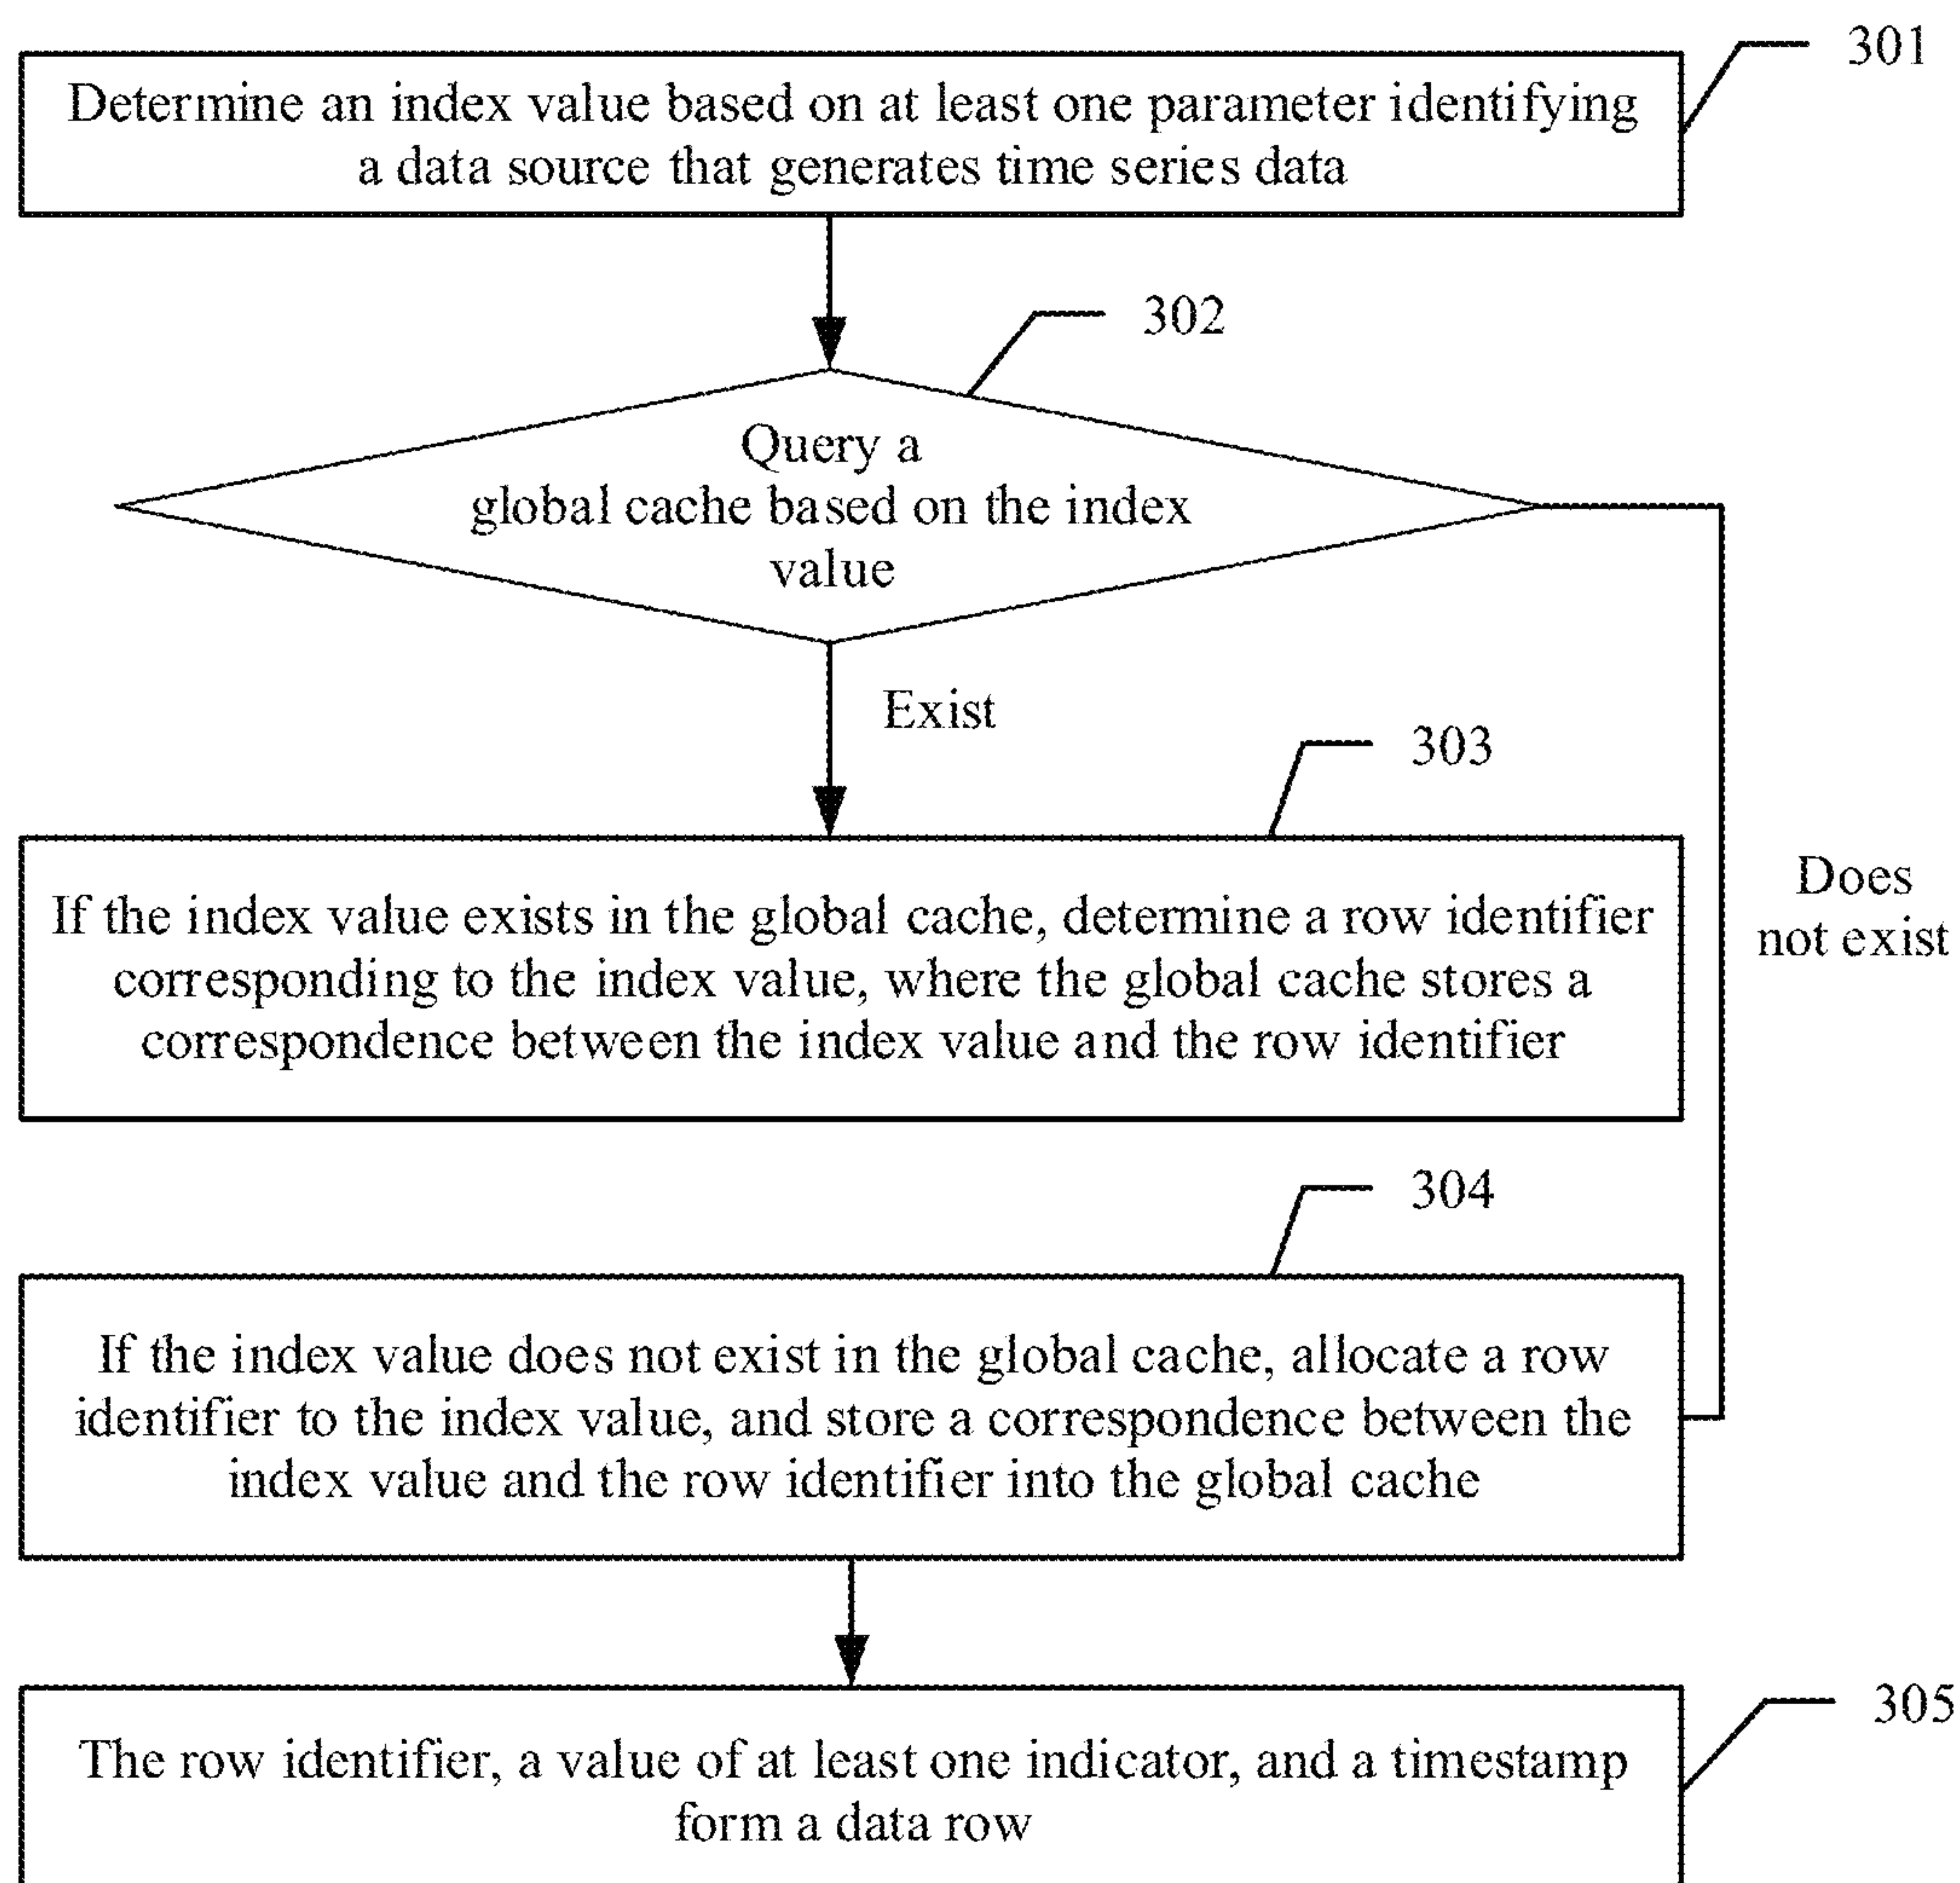 301
Determine an index value based on at least one parameter identifying
a data source that generates time series data
302
Query a
global cache based on the index
value
Exist
303
If the index value exists in the global cache, determine a row identifier
corresponding to the index value, where the global cache stores a
correspondence between the index value and the row identifier
Does
not exist
304
If the index value does not exist in the global cache, allocate a row
identifier to the index value, and store a correspondence between the
index value and the row identifier into the global cache
305
The row identifier, a value of at least one indicator, and a timestamp
form a data row